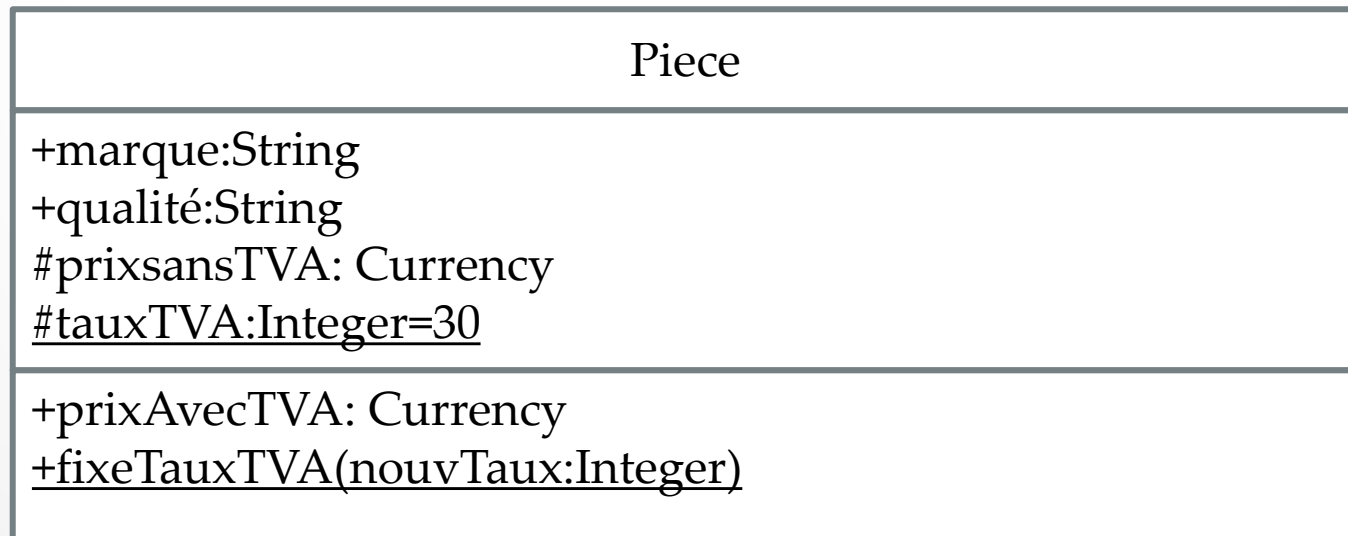 Piece
+marque:String
+qualité:String
#prixsansTVA: Currency
#tauxTVA:Integer=30
+prixAvecTVA: Currency
+fixeTauxTVA(nouvTaux:Integer)